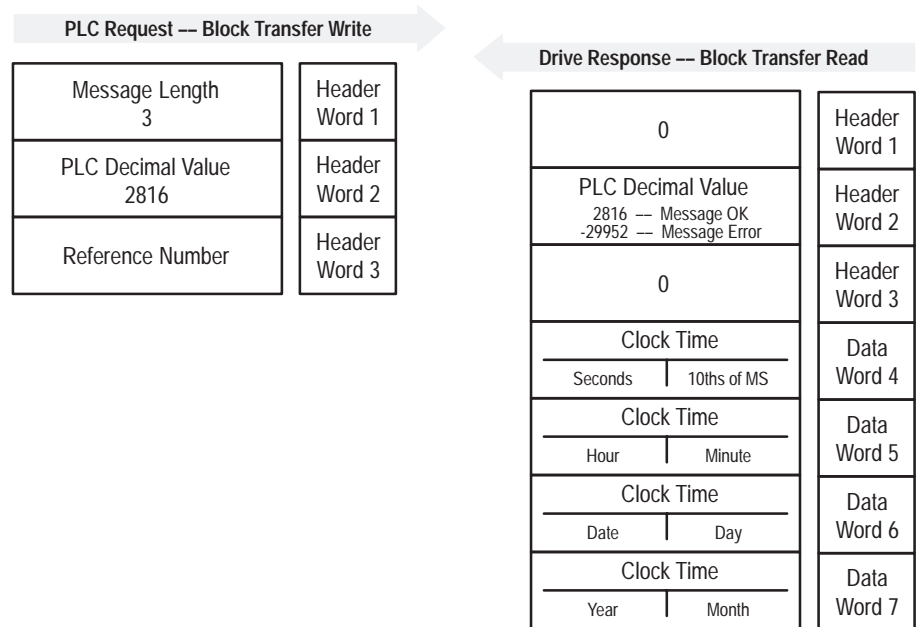 PLC Request –– Block Transfer Write
Message Length
3
Header
Word 1
PLC Decimal Value
2816
Header
Word 2
Reference Number
Header
Word 3
Drive Response –– Block Transfer Read
0
Header
Word 1
PLC Decimal Value
2816 –– Message OK
-29952 –– Message Error
Header
Word 2
0
Header
Word 3
Clock Time
Seconds 10ths of MS
Data
Word 4
Clock Time
Hour Minute
Data
Word 5
Clock Time
Date Day
Data
Word 6
Clock Time
Year Month
Data
Word 7